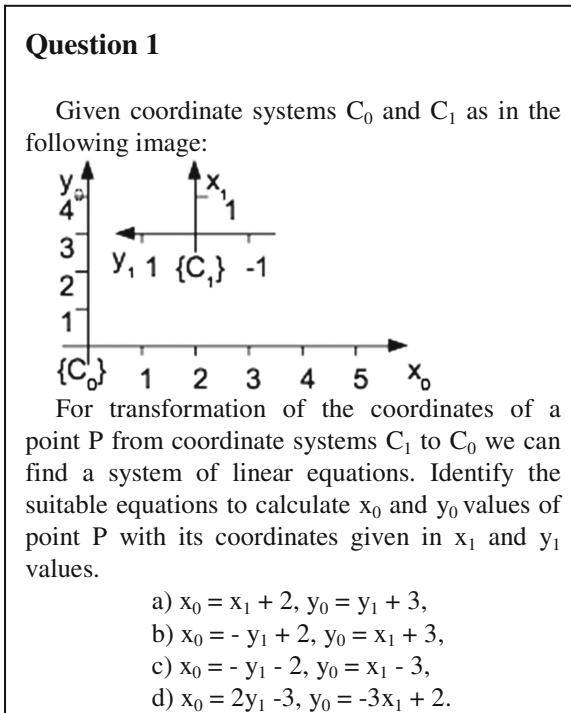 Question 1
Given coordinate systems C₀ and C₁ as in the
following image:
y₀
4
3
2
1
x₁
1
y₁ 1 {C₁} -1
{C₀} 1 2 3 4 5 x₀
For transformation of the coordinates of a
point P from coordinate systems C₁ to C₀ we can
find a system of linear equations. Identify the
suitable equations to calculate x₀ and y₀ values of
point P with its coordinates given in x₁ and y₁
values.
a) x₀ = x₁ + 2, y₀ = y₁ + 3,
b) x₀ = - y₁ + 2, y₀ = x₁ + 3,
c) x₀ = - y₁ - 2, y₀ = x₁ - 3,
d) x₀ = 2y₁ -3, y₀ = -3x₁ + 2.